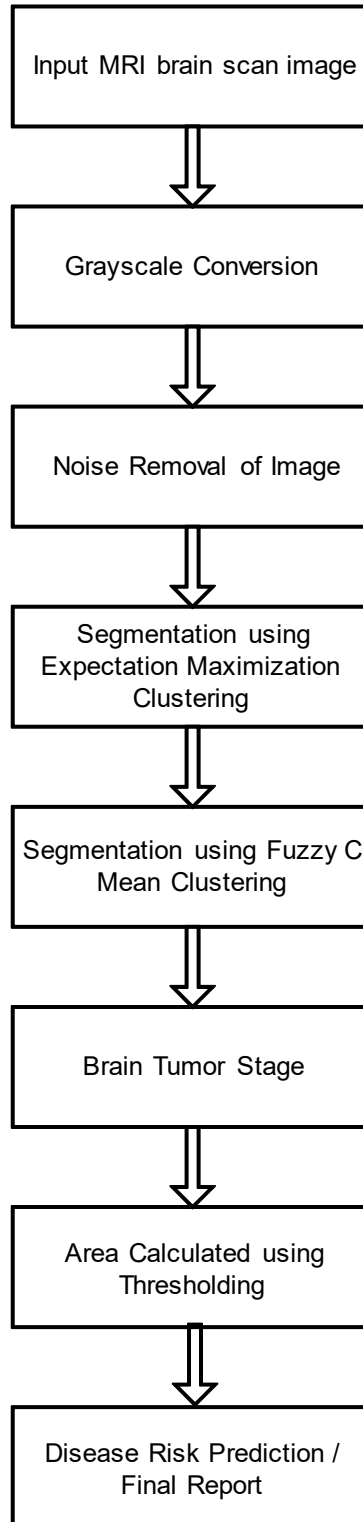 Input MRI brain scan image
Grayscale Conversion
Noise Removal of Image
Segmentation using
Expectation Maximization
Clustering
Segmentation using Fuzzy C
Mean Clustering
Brain Tumor Stage
Area Calculated using
Thresholding
Disease Risk Prediction /
Final Report